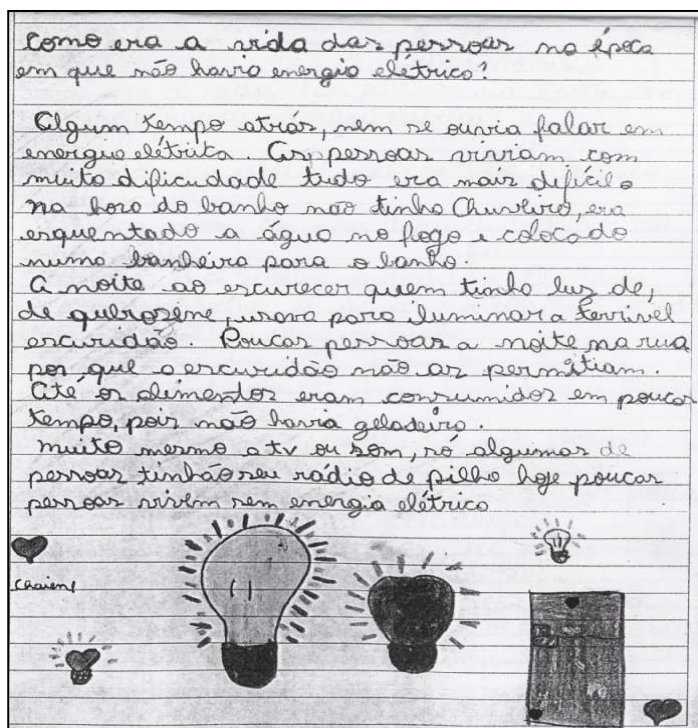 Como era a vida das pessoas na época
em que não havia energia elétrica?
Algum tempo atrás, nem se ouvia falar em
energia elétrica. As pessoas viviam com
muita dificudade tudo era mais difícil.
na hora do banho não tinha Chuveiro, era
esquentado a água no fogo e colocado
numa banheira para o banho.
A noite ao escurecer quem tinha luz de,
de querosene, usava para iluminar a terrivel
escuridão. Poucas pessoas a noite na rua
por que a escuridão não as permitiam.
Até os alimentos eram consumidos em poucos
tempo, pois não havia geladeira.
muito mesmo a tv ou som, só algumas de
pessoas tinhão seu rádio de pilha hoje poucas
pessoas vivem sem energia elétrica